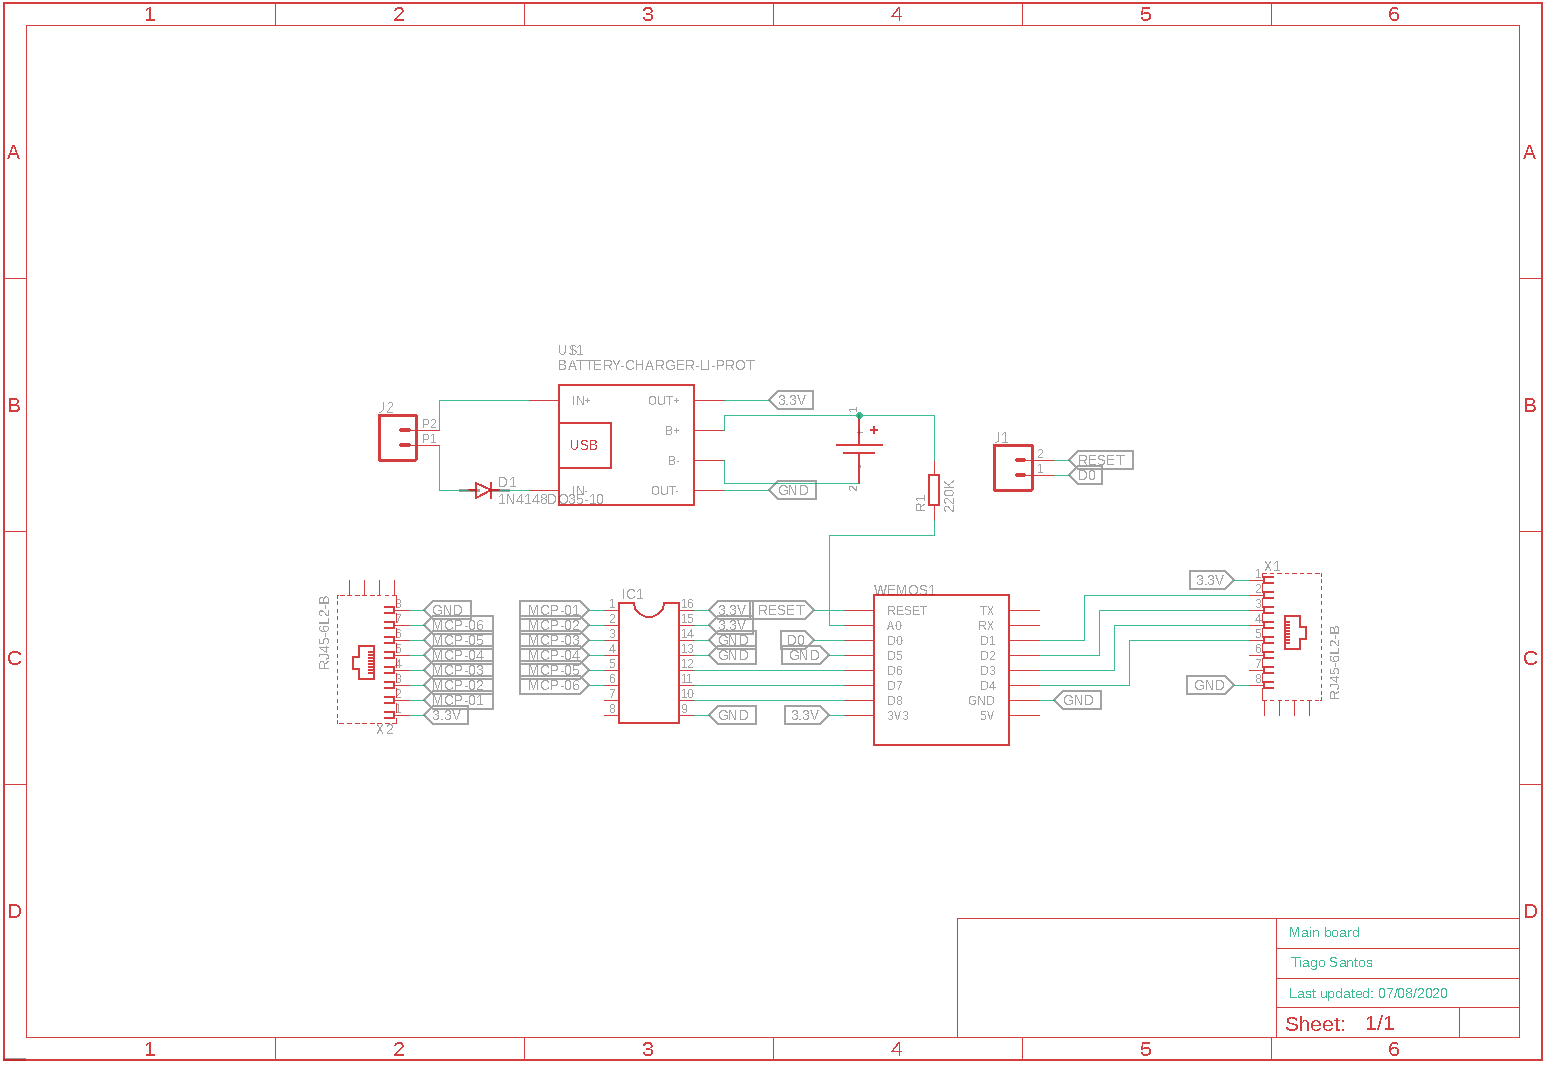 1 2 3 4 5 6
A A
U$1
BATTERY-CHARGER-LI-PROT
IN+ OUT+ 3.3V
B B
J2
P2
P1
USB
B+
B-
IN- OUT- GND
D1
1N4148DO35-10
1
+
2
R1
220K
J1
2 RESET
1 D0
C C
RJ45-6L2-B
8 GND
7 MCP-06
6 MCP-05
5 MCP-04
4 MCP-03
3 MCP-02
2 MCP-01
1 3.3V
X2
IC1
MCP-01 1 16 3.3V
MCP-02 2 15 3.3V
MCP-03 3 14 GND
MCP-04 4 13 GND
MCP-05 5 12
MCP-06 6 11
7 10
8 9 GND
WEMOS1
RESET RESET TX
A0 RX
D0 D0 D1
GND D5 D2
D6 D3
D7 D4
D8 GND GND
3.3V 3V3 5V
X1
3.3V 1
2
3
4
5
6
7
GND 8
RJ45-6L2-B
D D
Main board
Tiago Santos
Last updated: 07/08/2020
Sheet: 1/1
1 2 3 4 5 6